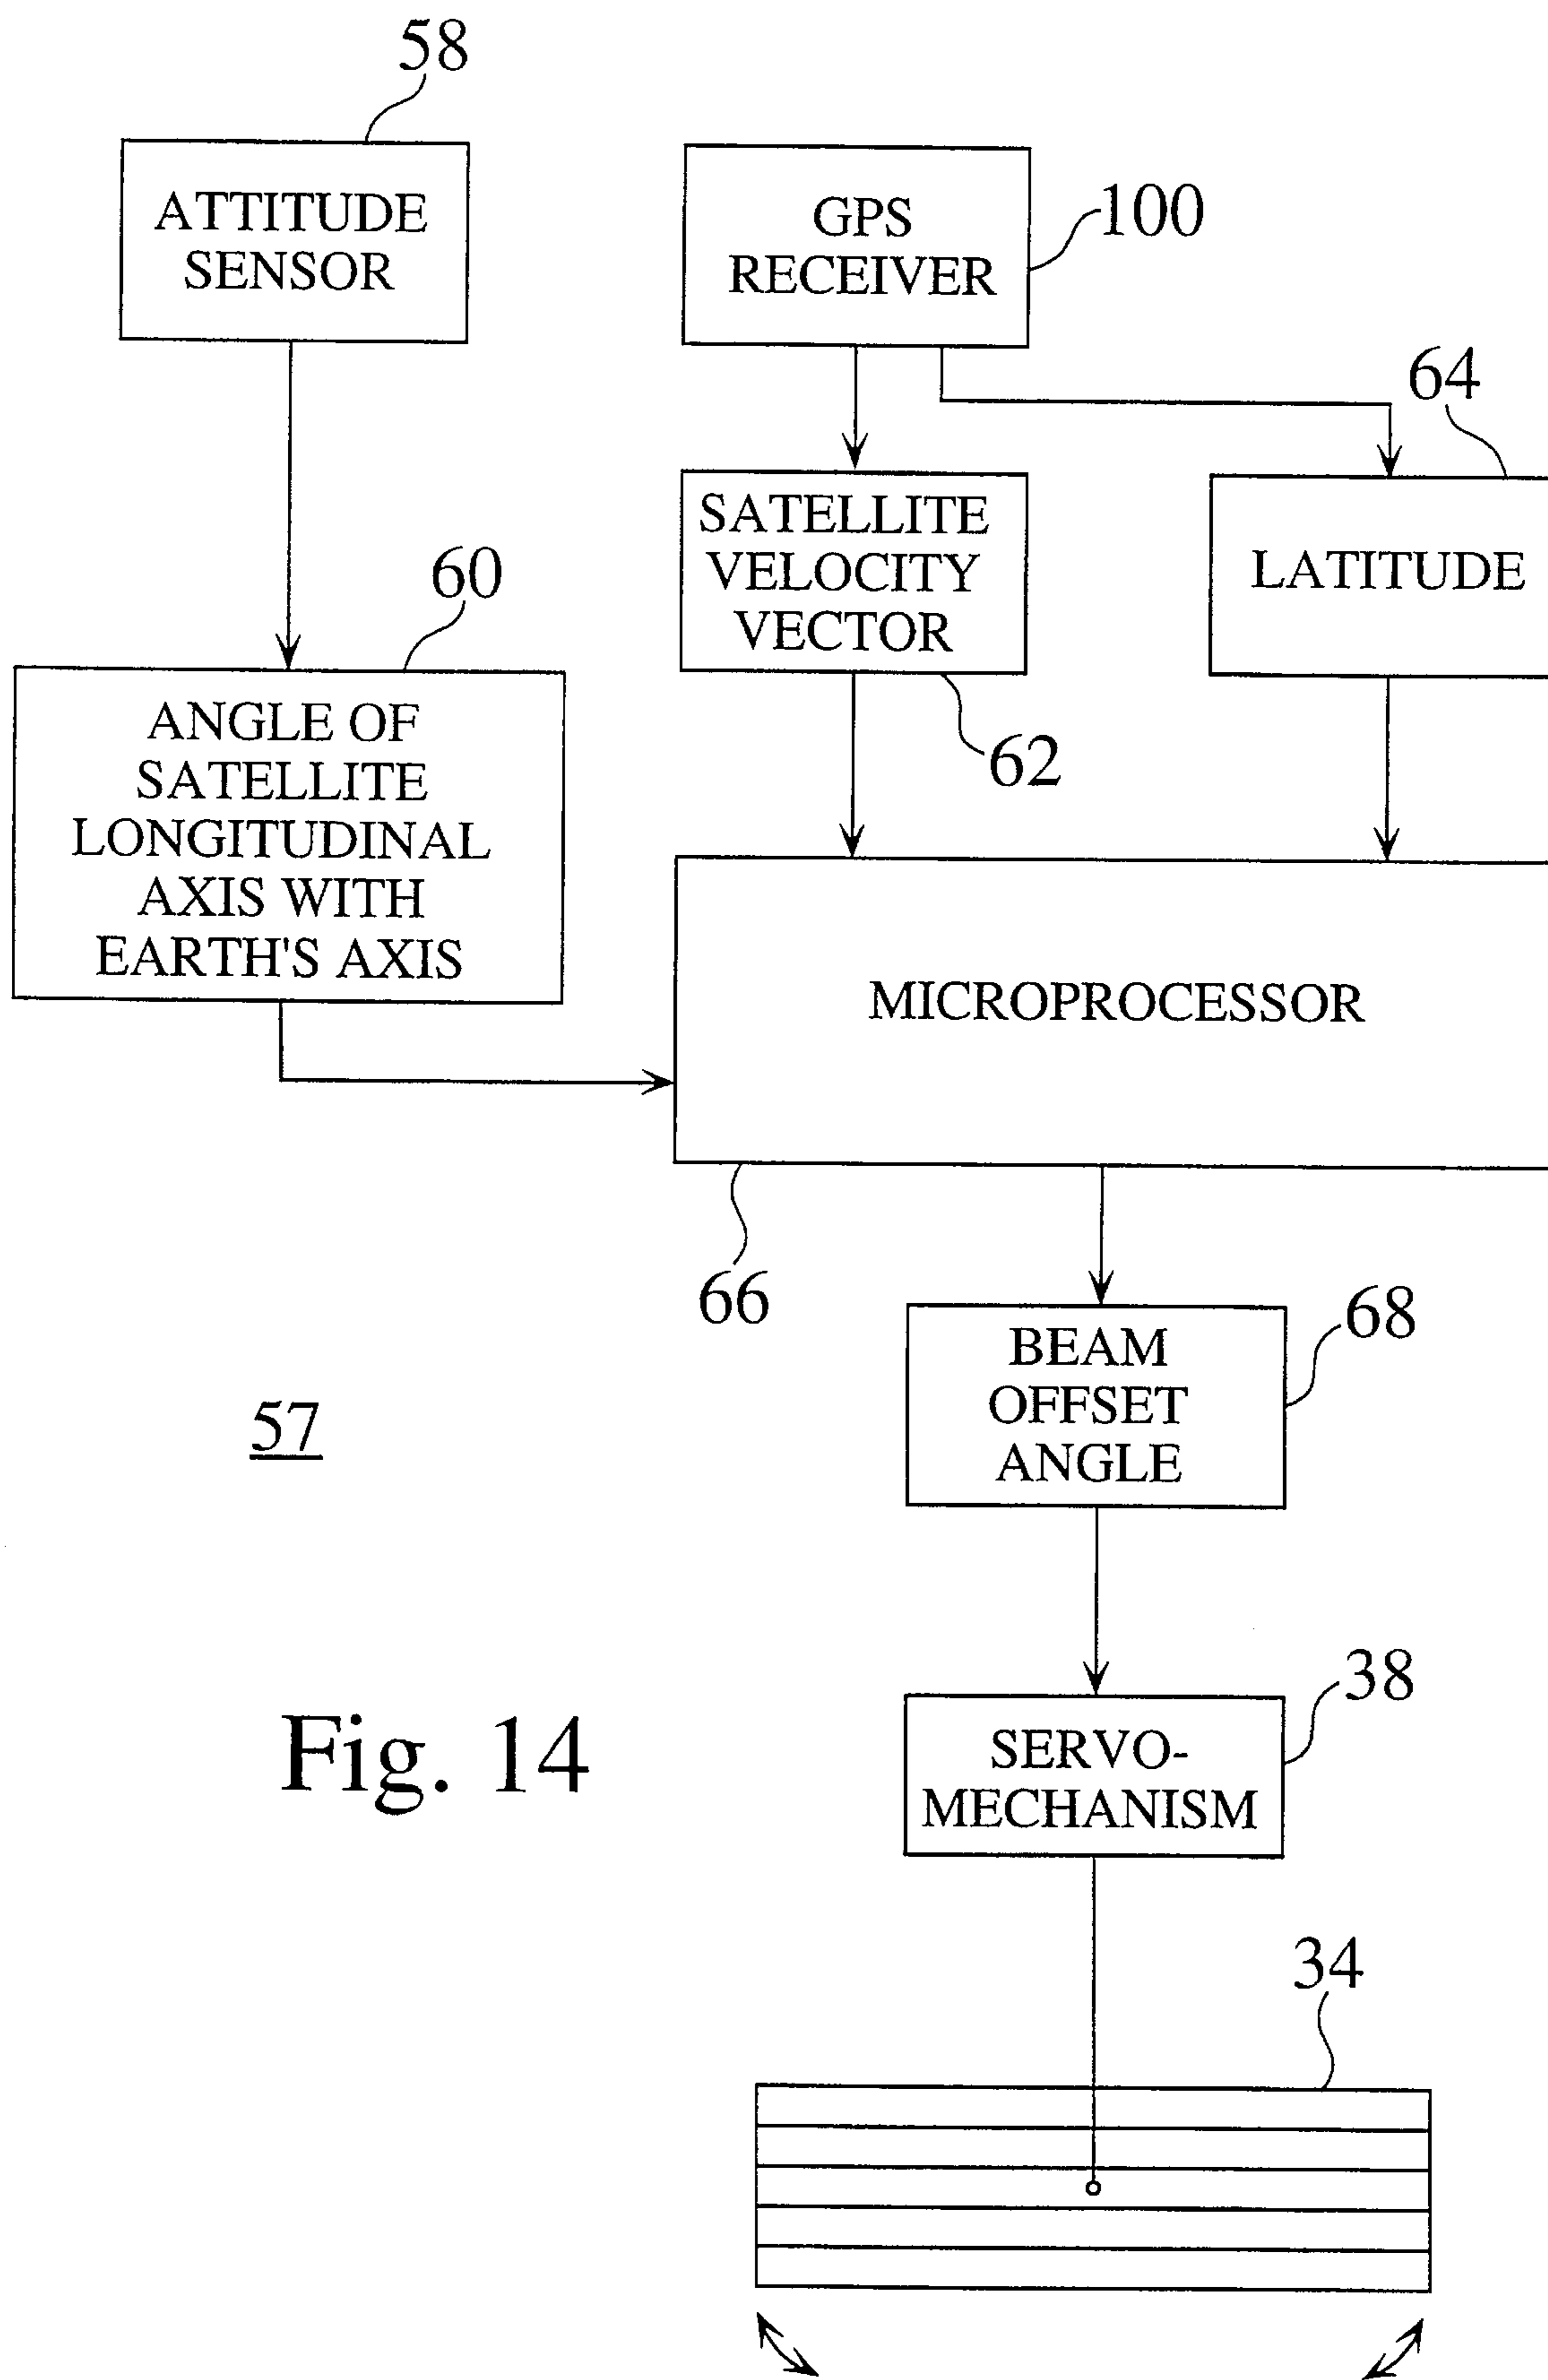 58
ATTITUDE
SENSOR
GPS
RECEIVER
100
64
SATELLITE
VELOCITY
VECTOR
LATITUDE
60
62
ANGLE OF
SATELLITE
LONGITUDINAL
AXIS WITH
EARTH'S AXIS
MICROPROCESSOR
66
68
BEAM
OFFSET
ANGLE
57
38
SERVO-
MECHANISM
Fig. 14
34